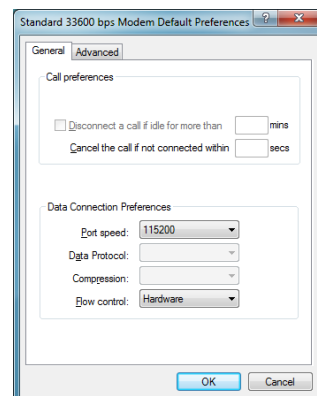 Standard 33600 bps Modem Default Preferences
General Advanced
Call preferences
Disconnect a call if idle for more than mins
Cancel the call if not connected within secs
Data Connection Preferences
Port speed: 115200
Data Protocol:
Compression:
Flow control: Hardware
OK Cancel